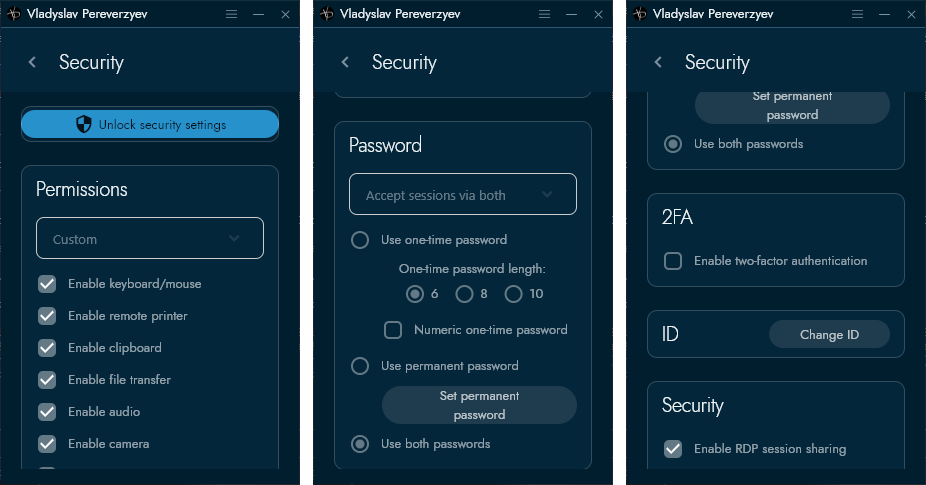 Vladyslav Pereverzyev
Security
Unlock security settings
Permissions
Custom
Enable keyboard/mouse
Enable remote printer
Enable clipboard
Enable file transfer
Enable audio
Enable camera
Vladyslav Pereverzyev
Security
Password
Accept sessions via both
Use one-time password
One-time password length:
6 8 10
Numeric one-time password
Use permanent password
Set permanent
password
Use both passwords
Vladyslav Pereverzyev
Security
Set permanent
password
Use both passwords
2FA
Enable two-factor authentication
ID
Change ID
Security
Enable RDP session sharing